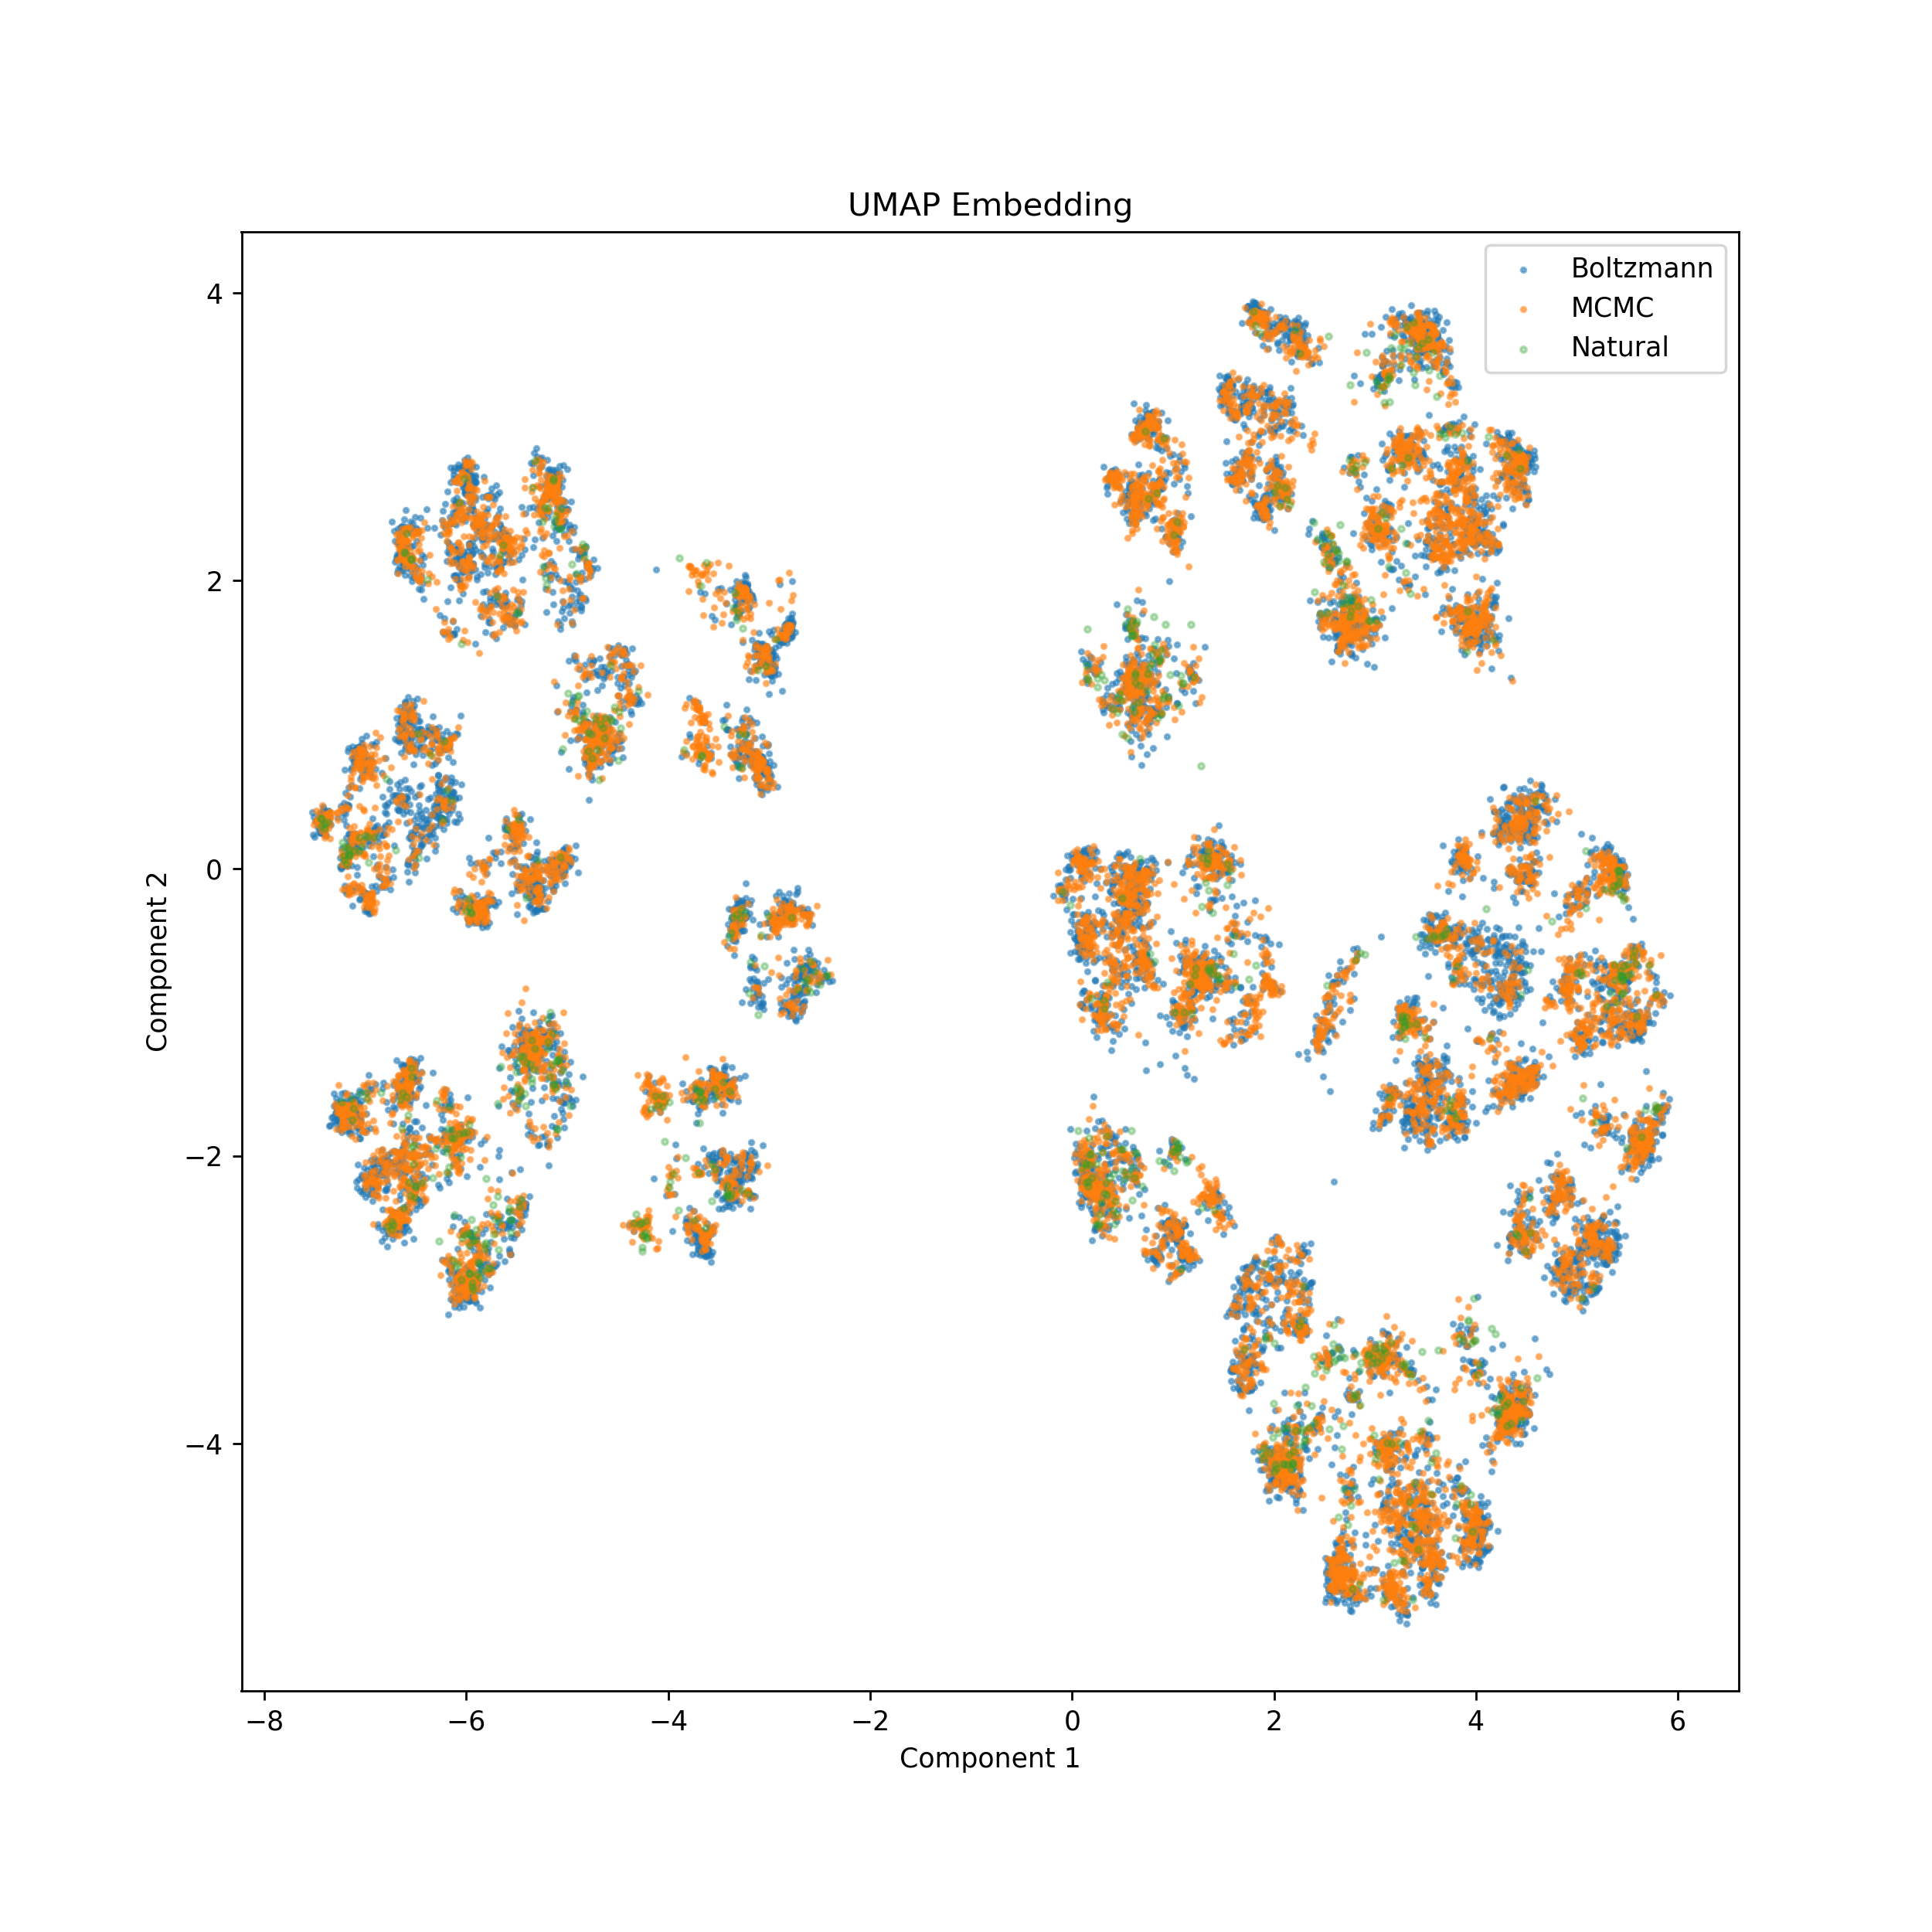 UMAP Embedding
Boltzmann
MCMC
Natural
4
2
0
−2
−4
Component 2
−8
−6
−4
−2
0
2
4
6
Component 1